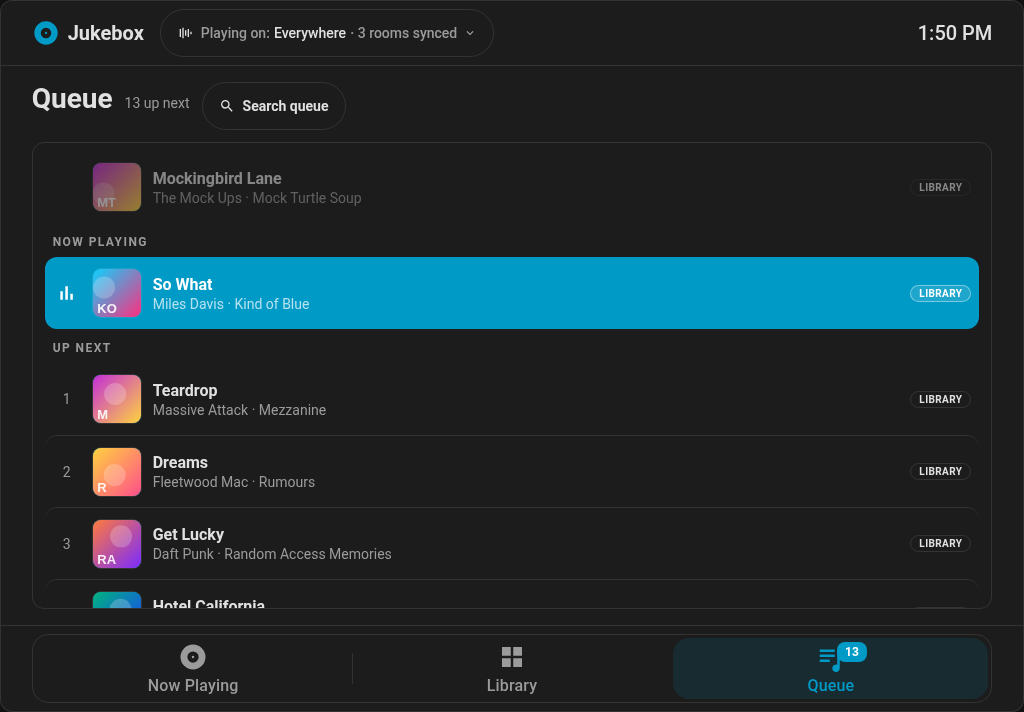 Jukebox
Playing on: Everywhere · 3 rooms synced
1:50 PM
Queue
13 up next
Search queue
MT
Mockingbird Lane
The Mock Ups · Mock Turtle Soup
LIBRARY
NOW PLAYING
KO
So What
Miles Davis · Kind of Blue
LIBRARY
UP NEXT
1
M
Teardrop
Massive Attack · Mezzanine
LIBRARY
2
R
Dreams
Fleetwood Mac · Rumours
LIBRARY
3
RA
Get Lucky
Daft Punk · Random Access Memories
LIBRARY
Hotel California
Now Playing
Library
13
Queue